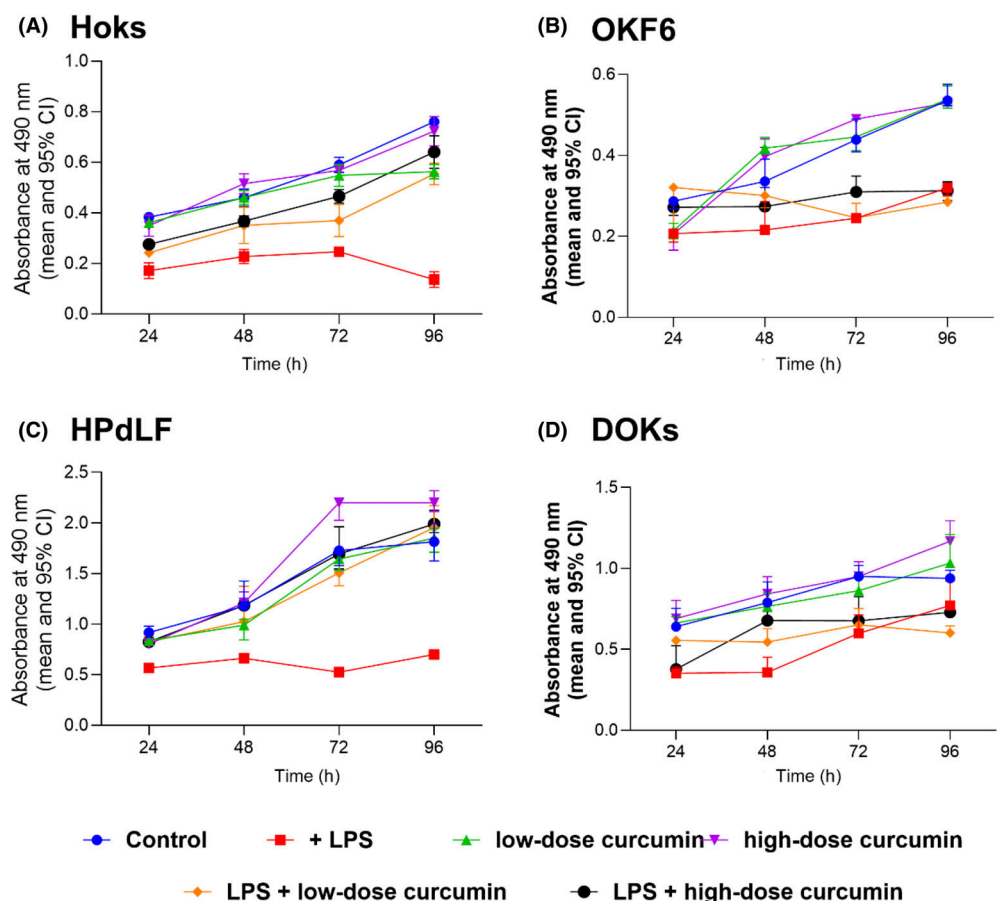 (A) Hoks
Absorbance at 490 nm
(mean and 95% CI)
1.0
0.8
0.6
0.4
0.2
0.0
24 48 72 96
Time (h)
(B) OKF6
Absorbance at 490 nm
(mean and 95% CI)
0.6
0.4
0.2
0.0
24 48 72 96
Time (h)
(C) HPdLF
Absorbance at 490 nm
(mean and 95% CI)
2.5
2.0
1.5
1.0
0.5
0.0
24 48 72 96
Time (h)
(D) DOKs
Absorbance at 490 nm
(mean and 95% CI)
1.5
1.0
0.5
0.0
24 48 72 96
Time (h)
Control + LPS low-dose curcumin high-dose curcumin
LPS + low-dose curcumin LPS + high-dose curcumin